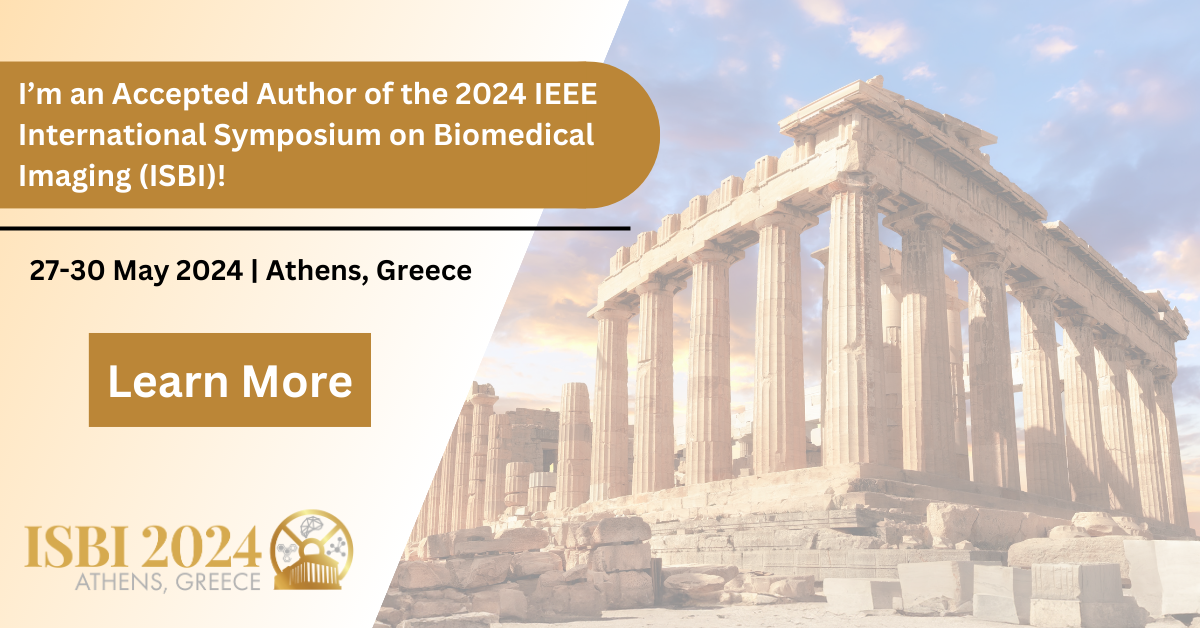 I’m an Accepted Author of the 2024 IEEE
International Symposium on Biomedical
Imaging (ISBI)!
27-30 May 2024 | Athens, Greece
Learn More
ISBI 2024
ATHENS, GREECE